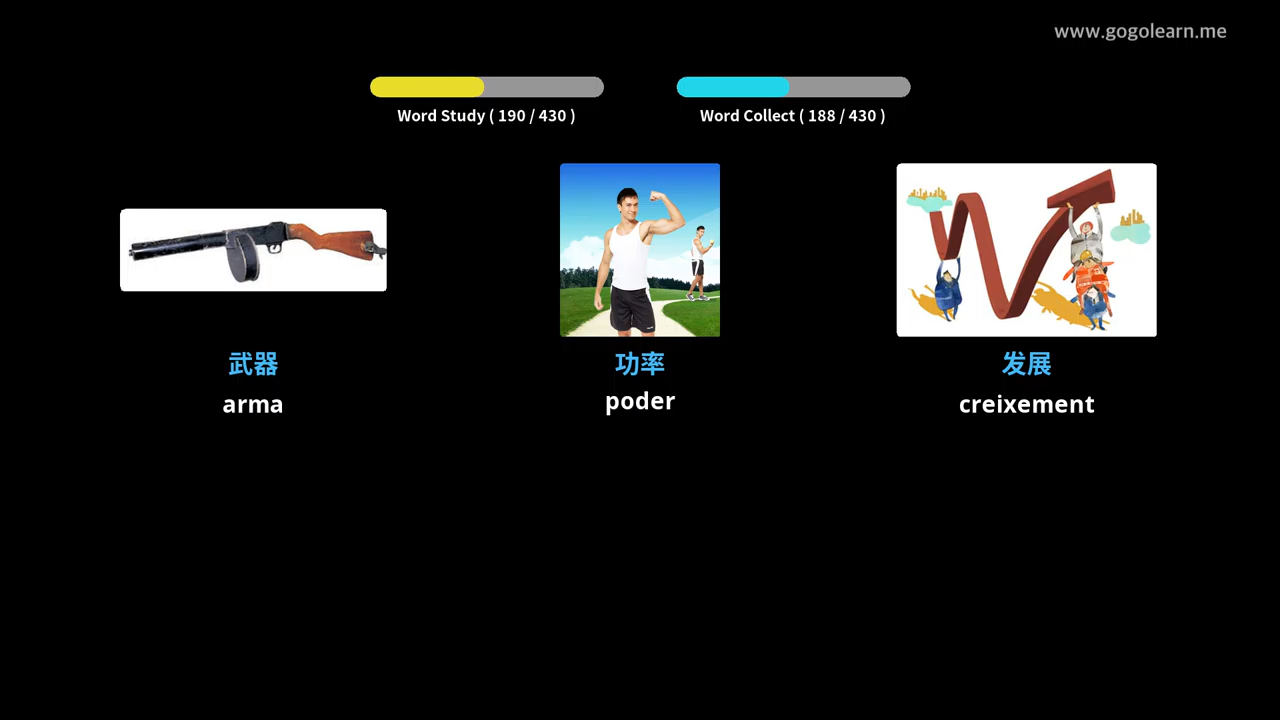 www.gogolearn.me
Word Study ( 190 / 430 )
Word Collect ( 188 / 430 )
武器
功率
发展
arma
poder
creixement